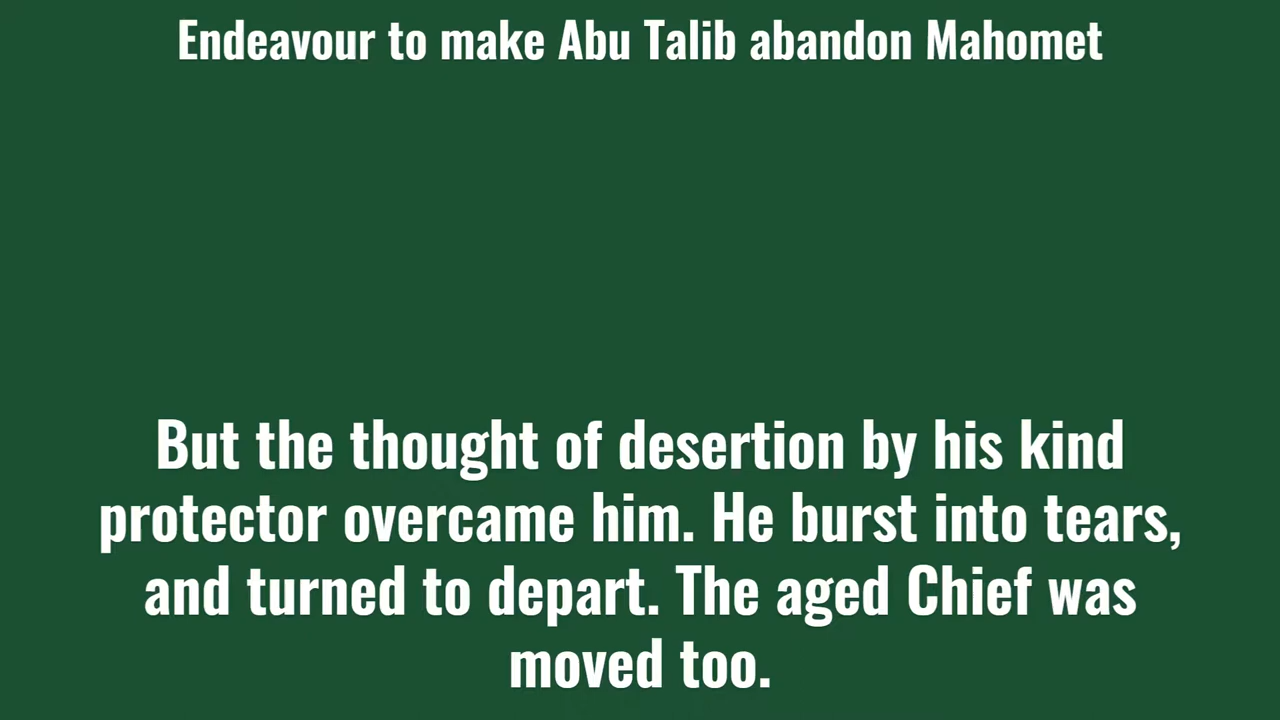 Endeavour to make Abu Talib abandon Mahomet
But the thought of desertion by his kind
protector overcame him. He burst into tears,
and turned to depart. The aged Chief was
moved too.